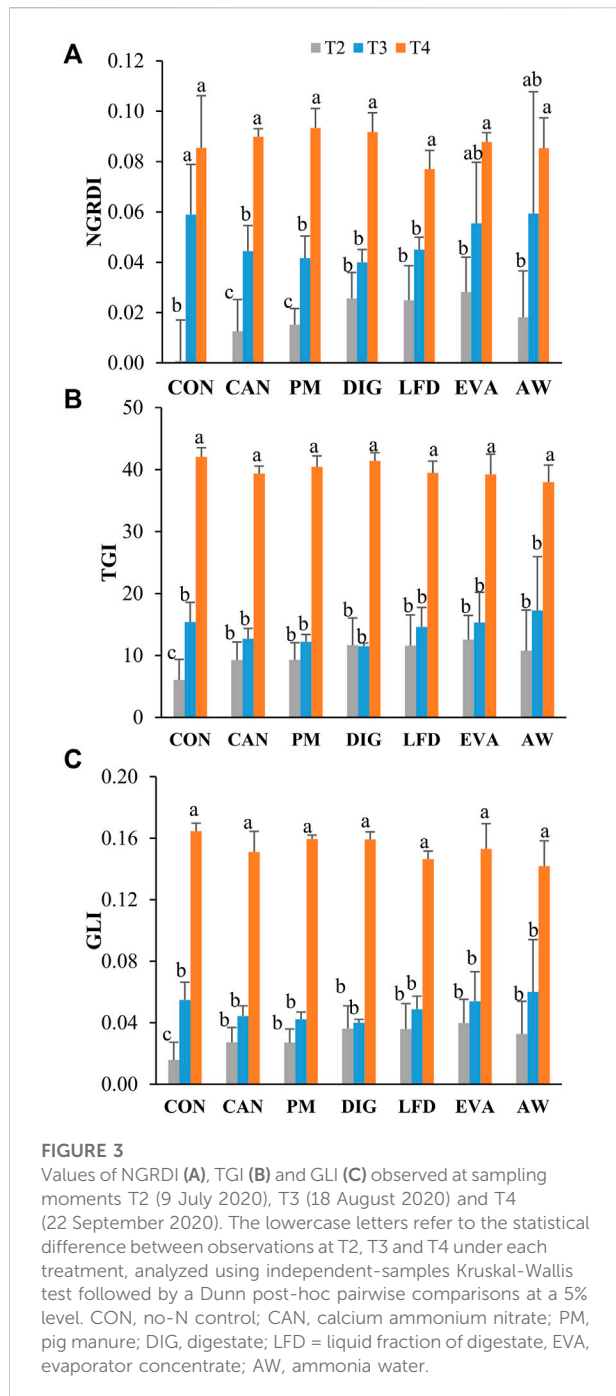 A
T2 T3 T4
0.12
0.10
0.08
0.06
0.04
0.02
0.00
NGRDI
b a a
c b a
c b a
b b a
b b a
b ab a
b ab a
CON CAN PM DIG LFD EVA AW
B
50
40
30
20
10
0
TGI
c b a
b b a
b b a
b b a
b b a
b b a
b b a
CON CAN PM DIG LFD EVA AW
C
0.20
0.16
0.12
0.08
0.04
0.00
GLI
c b a
b b a
b b a
b b a
b b a
b b a
b b a
CON CAN PM DIG LFD EVA AW
FIGURE 3
Values of NGRDI (A), TGI (B) and GLI (C) observed at sampling
moments T2 (9 July 2020), T3 (18 August 2020) and T4
(22 September 2020). The lowercase letters refer to the statistical
difference between observations at T2, T3 and T4 under each
treatment, analyzed using independent-samples Kruskal-Wallis
test followed by a Dunn post-hoc pairwise comparisons at a 5%
level. CON, no-N control; CAN, calcium ammonium nitrate; PM,
pig manure; DIG, digestate; LFD = liquid fraction of digestate, EVA,
evaporator concentrate; AW, ammonia water.